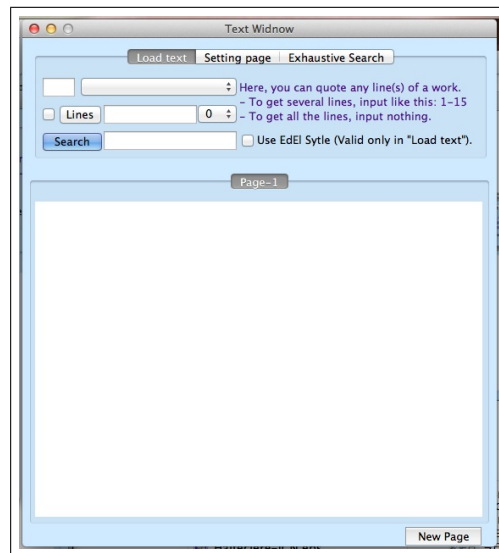 Text Widnow
Load text Setting page Exhaustive Search
Here, you can quote any line(s) of a work.
Lines 0 - To get several lines, input like this: 1-15
- To get all the lines, input nothing.
Search Use EdEl Sytle (Valid only in "Load text").
Page-1
New Page